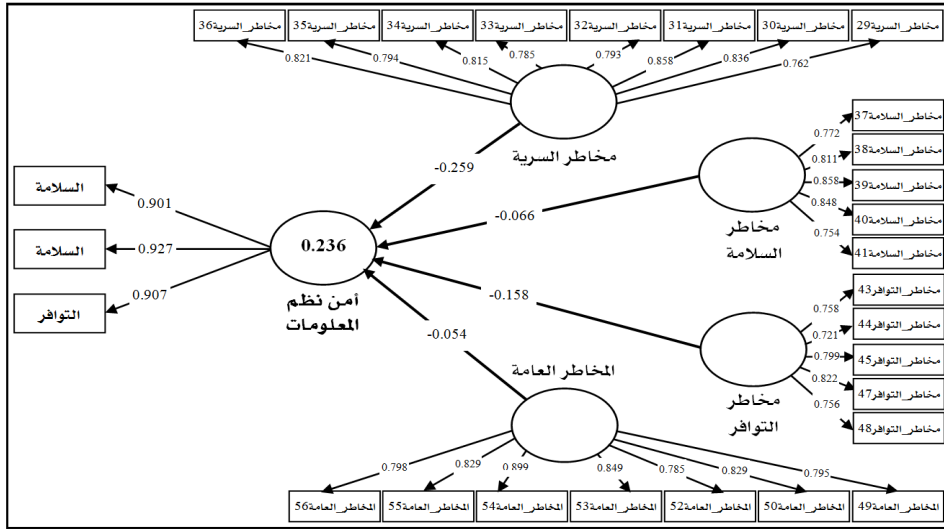 مخاطر_السرية36 مخاطر_السرية35 مخاطر_السرية34 مخاطر_السرية33 مخاطر_السرية32 مخاطر_السرية31 مخاطر_السرية30 مخاطر_السرية29
0.821 0.794 0.815 0.785 0.793 0.858 0.836 0.762
مخاطر السرية
-0.259
مخاطر_السلامة37
مخاطر_السلامة38
مخاطر_السلامة39
مخاطر_السلامة40
مخاطر_السلامة41
0.772
0.811
0.858
0.848
0.754
مخاطر
السلامة
-0.066
السلامة
السلامة
التوافر
0.901
0.927
0.907
0.236
أمن نظم
المعلومات
-0.158
مخاطر_التوافر43
مخاطر_التوافر44
مخاطر_التوافر45
مخاطر_التوافر47
مخاطر_التوافر48
0.758
0.721
0.799
0.822
0.756
مخاطر
التوافر
-0.054
المخاطر العامة
0.798 0.829 0.899 0.849 0.785 0.829 0.795
المخاطر_العامة56 المخاطر_العامة55 المخاطر_العامة54 المخاطر_العامة53 المخاطر_العامة52 المخاطر_العامة50 المخاطر_العامة49